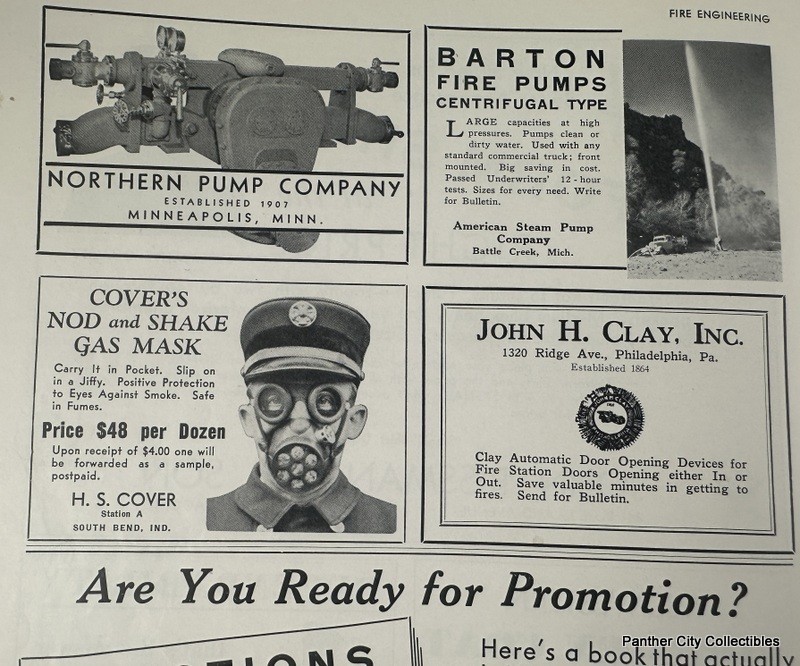 FIRE ENGINEERING
NORTHERN PUMP COMPANY
ESTABLISHED 1907
MINNEAPOLIS, MINN.
BARTON
FIRE PUMPS
CENTRIFUGAL TYPE
LARGE capacities at high
pressures. Pumps clean or
dirty water. Used with any
standard commercial truck; front
mounted. Big saving in cost.
Passed Underwriters' 12-hour
tests. Sizes for every need. Write
for Bulletin.
American Steam Pump
Company
Battle Creek, Mich.
COVER'S
NOD and SHAKE
GAS MASK
Carry It in Pocket. Slip on
in a Jiffy. Positive Protection
to Eyes Against Smoke. Safe
in Fumes.
Price $48 per Dozen
Upon receipt of $4.00 one will
be forwarded as a sample,
postpaid.
H. S. COVER
Station A
SOUTH BEND, IND.
JOHN H. CLAY, INC.
1320 Ridge Ave., Philadelphia, Pa.
Established 1864
Clay Automatic Door Opening Devices for
Fire Station Doors Opening either In or
Out. Save valuable minutes in getting to
fires. Send for Bulletin.
Are You Ready for Promotion?
Here's a book that actually
Panther City Collectibles